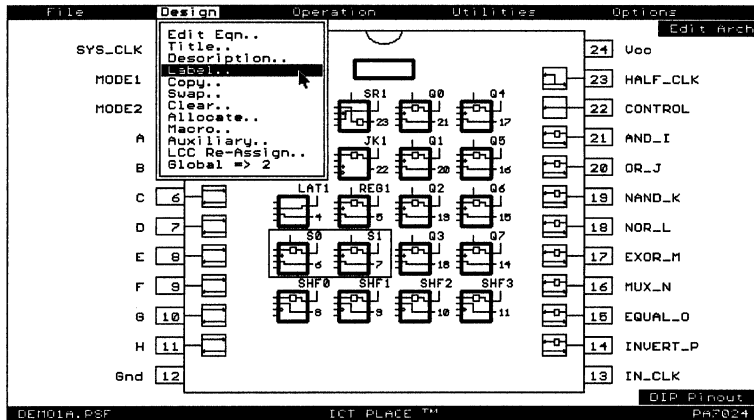 File Design Operation Utilities Options
Edit Arch
Edit Eqn..
Title..
Description..
Label..
Copy..
Swap..
Clear..
Allocate..
Macro..
Auxiliary..
LCC Re-Assign..
Global => 2
SYS_CLK
MODE1
MODE2
A
B
C 6
D 7
E 8
F 9
G 10
H 11
Gnd 12
SR1 Q0 Q4
23 21 17
JK1 Q1 Q5
22 20 16
LAT1 REG1 Q2 Q6
4 5 19 15
S0 S1 Q3 Q7
6 7 18 14
SHF0 SHF1 SHF2 SHF3
8 9 10 11
24 Vcc
23 HALF_CLK
22 CONTROL
21 AND_I
20 OR_J
19 NAND_K
18 NOR_L
17 EXOR_M
16 MUX_N
15 EQUAL_O
14 INVERT_P
13 IN_CLK
DIP Pinout
DEMO1A.PSF ICT PLACE ™ PA7024